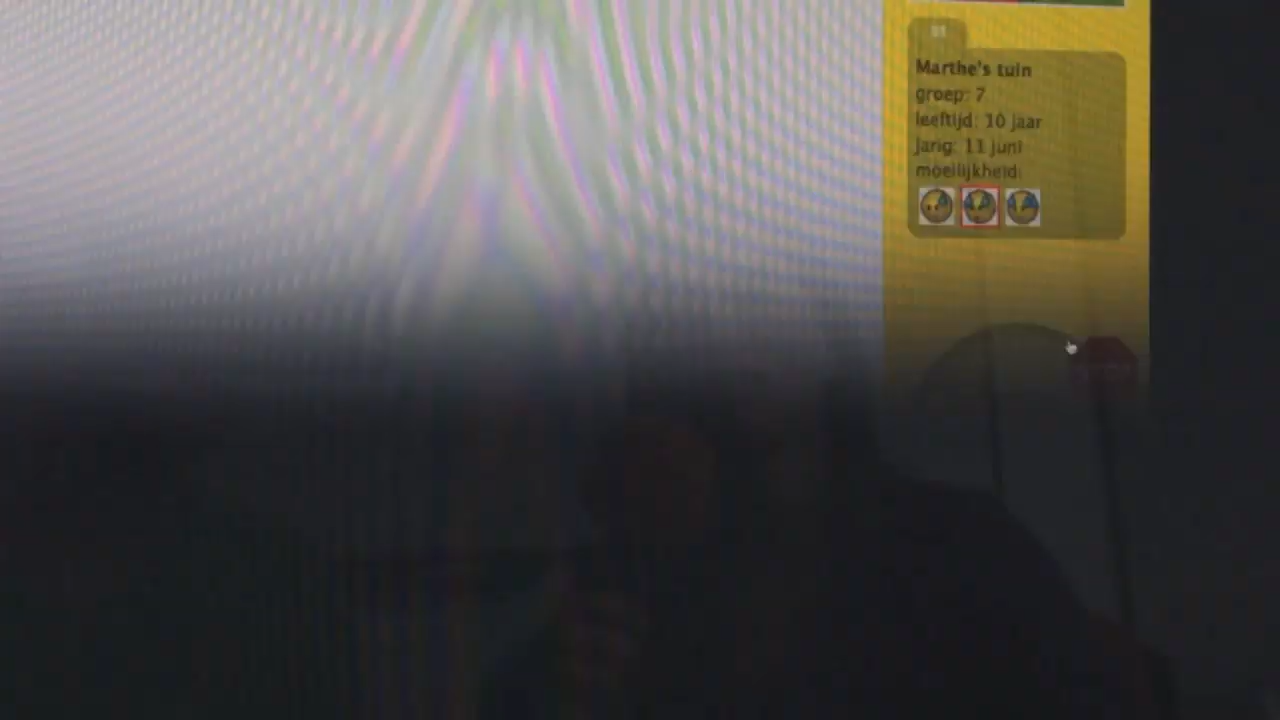 Marthe's tuin
groep: 7
leeftijd: 10 jaar
jarig: 11 juni
moeilijkheid: